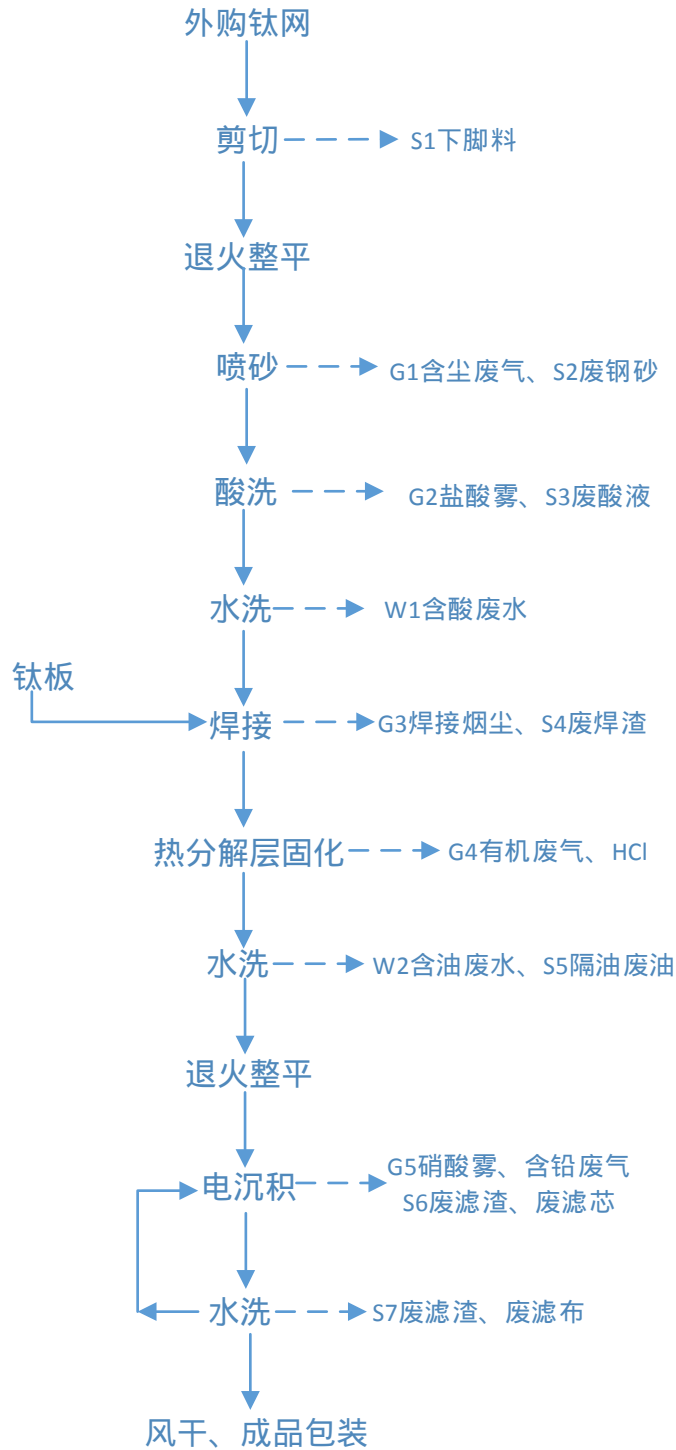 外购钛网
剪切
S1下脚料
退火整平
喷砂
G1含尘废气、S2废钢砂
酸洗
G2盐酸雾、S3废酸液
水洗
W1含酸废水
钛板
焊接
G3焊接烟尘、S4废焊渣
热分解层固化
G4有机废气、HCl
水洗
W2含油废水、S5隔油废油
退火整平
电沉积
G5硝酸雾、含铅废气
S6废滤渣、废滤芯
水洗
S7废滤渣、废滤布
风干、成品包装